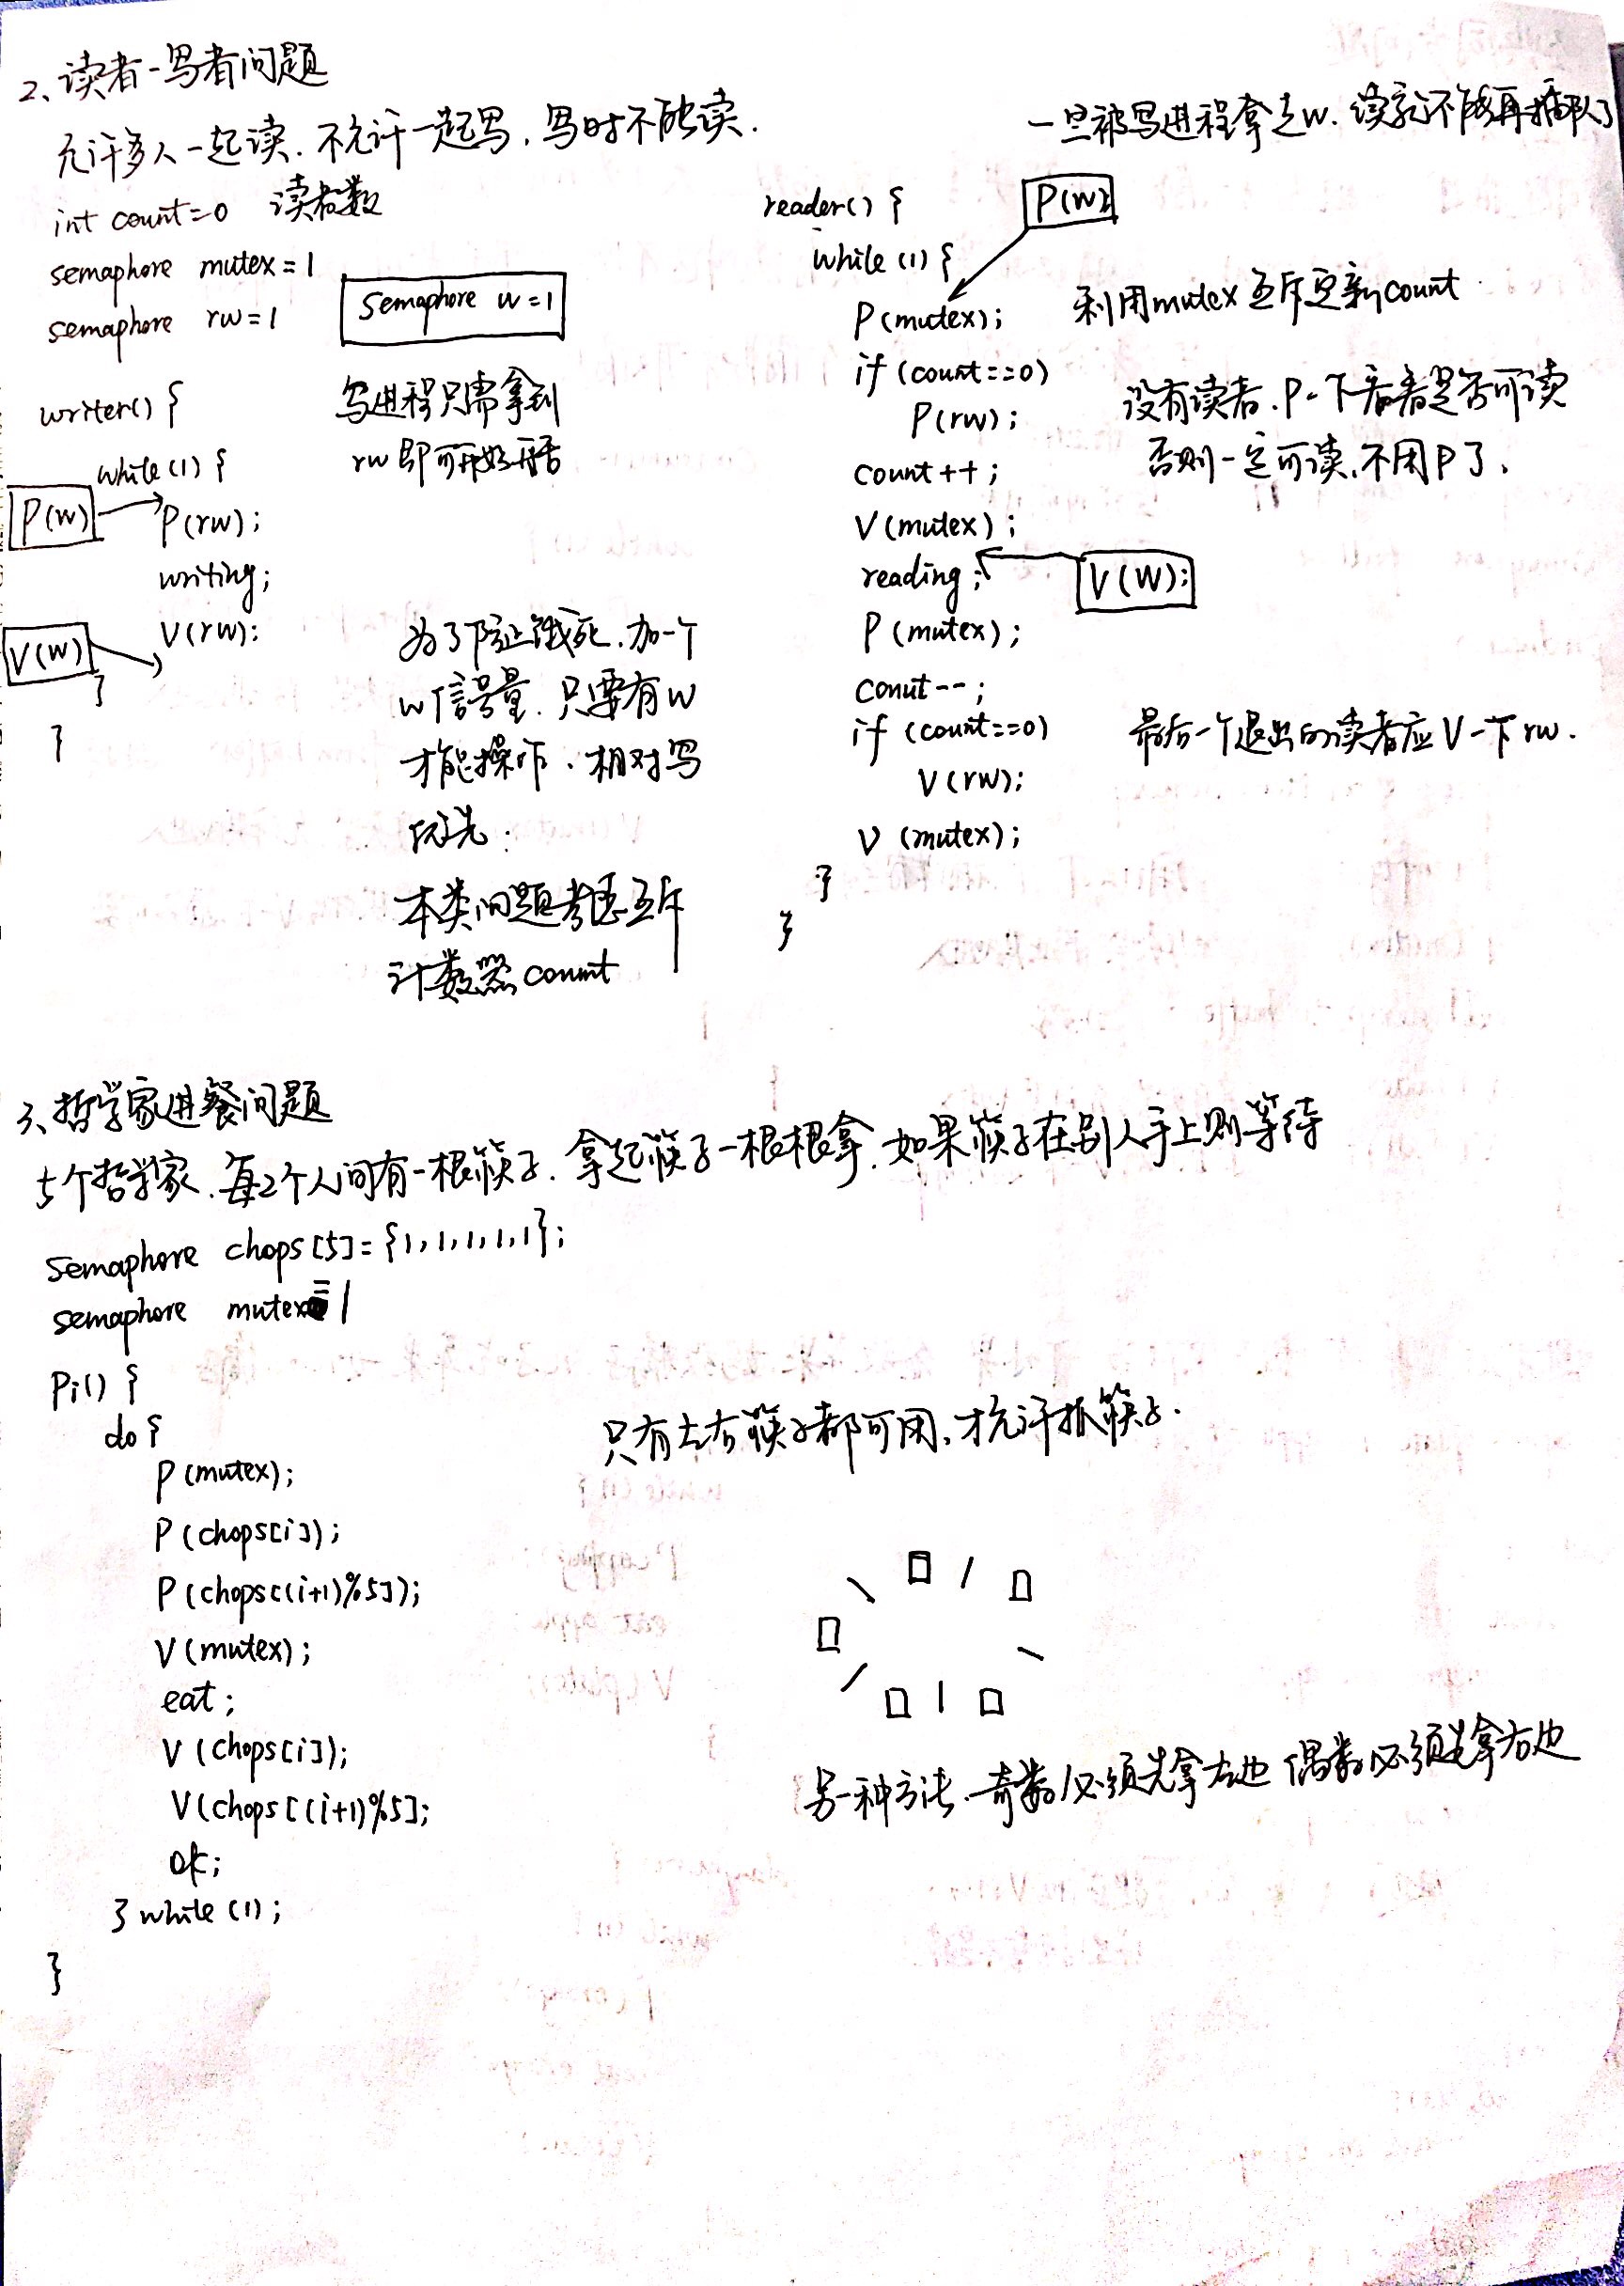 2、读者-写者问题
允许多人一起读.不允许一起写,写时不能读.
int count=0 读者数
semaphore mutex=1
semaphore rw=1
semaphore w=1
writer() {
写进程只需拿到
rw即可开始
while(1) {
P(w)
P(rw);
writing;
V(rw);
V(w)
}
}
为了防止饿死.加一个
w信号量.只要有w
才能操作.相对写
优先.
本类问题考虑互斥
计数器count
一旦被写进程拿走w.读就不能再插队了
reader() {
P(w);
while (1) {
P(mutex); 利用mutex互斥更新count
if (count==0) 没有读者.P一下看看是否可读
P(rw); 否则一定可读.不用P了.
count++;
V(mutex);
reading;
V(w);
P(mutex);
conut--;
if (count==0) 最后一个退出的读者应V一下rw.
V(rw);
V(mutex);
}
}
3、哲学家进餐问题
5个哲学家.每2个人间有一根筷子.拿起筷子一根根拿.如果筷子在别人手上则等待
semaphore chops[5]={1,1,1,1,1};
semaphore mutex=1
Pi() {
do {
只有左右筷子都可用,才允许抓筷子.
P(mutex);
P(chops[i]);
P(chops[(i+1)%5]);
V(mutex);
eat;
V(chops[i]);
V(chops[(i+1)%5];
ok;
} while(1);
}
另一种方法.奇数必须先拿左边 偶数必须先拿右边